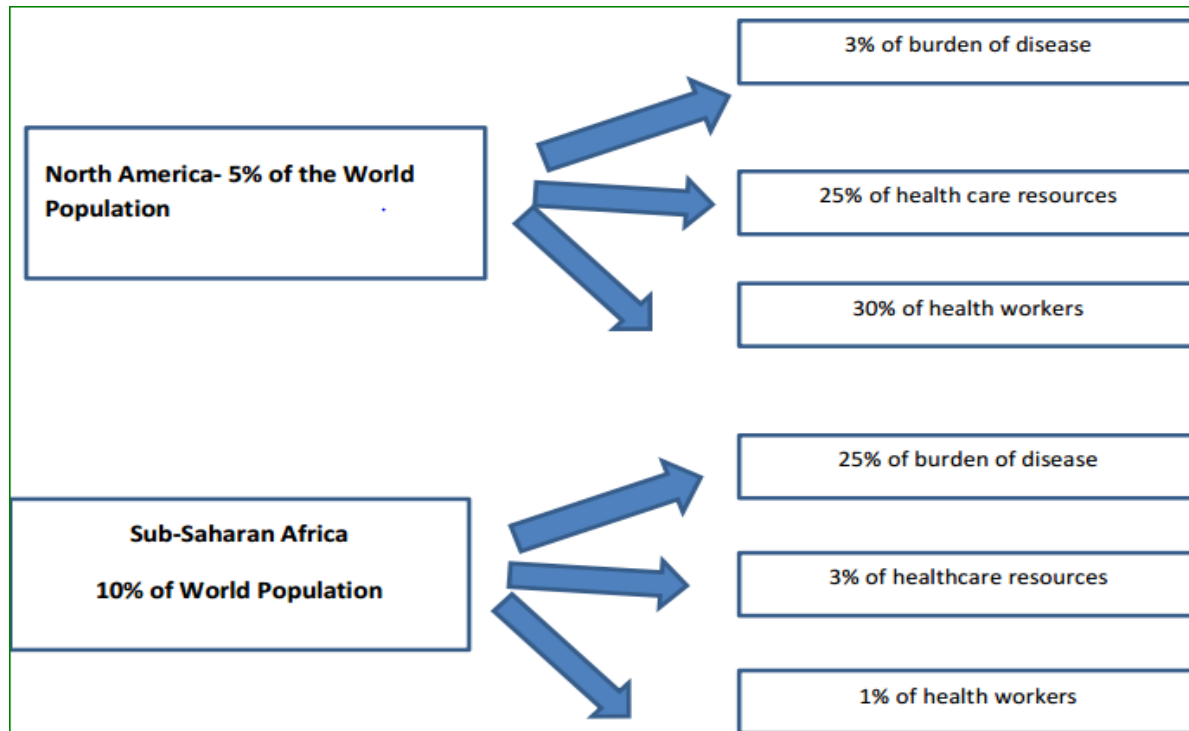 North America- 5% of the World
Population
3% of burden of disease
25% of health care resources
30% of health workers
Sub-Saharan Africa
10% of World Population
25% of burden of disease
3% of healthcare resources
1% of health workers